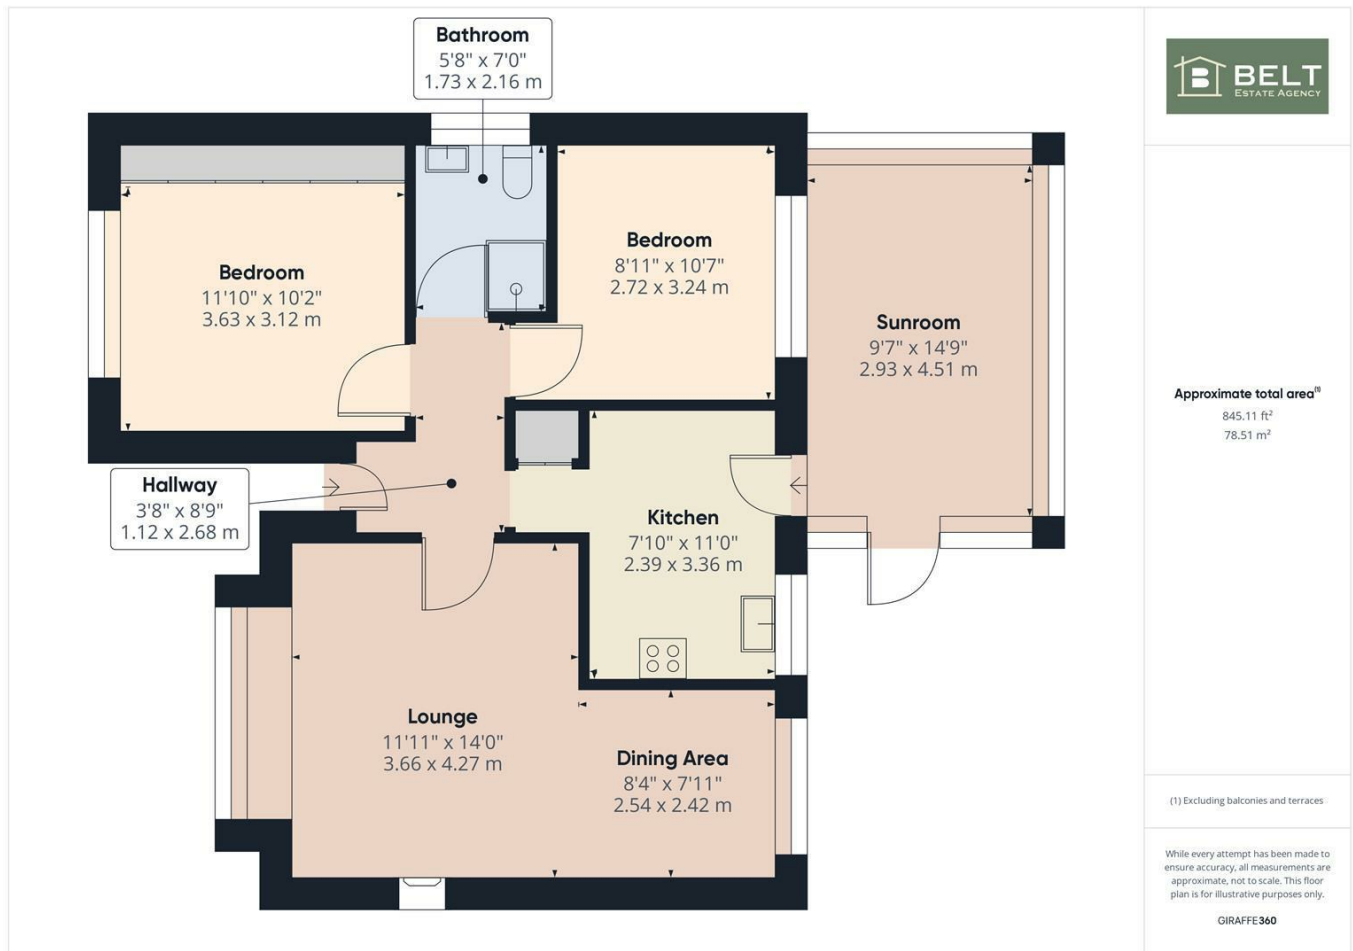 Bathroom
5'8" x 7'0"
1.73 x 2.16 m
Bedroom
11'10" x 10'2"
3.63 x 3.12 m
Bedroom
8'11" x 10'7"
2.72 x 3.24 m
Sunroom
9'7" x 14'9"
2.93 x 4.51 m
Hallway
3'8" x 8'9"
1.12 x 2.68 m
Kitchen
7'10" x 11'0"
2.39 x 3.36 m
Lounge
11'11" x 14'0"
3.66 x 4.27 m
Dining Area
8'4" x 7'11"
2.54 x 2.42 m
B BELT
ESTATE AGENCY
Approximate total area⁽¹⁾
845.11 ft²
78.51 m²
(1) Excluding balconies and terraces
While every attempt has been made to
ensure accuracy, all measurements are
approximate, not to scale. This floor
plan is for illustrative purposes only.
GIRAFFE360